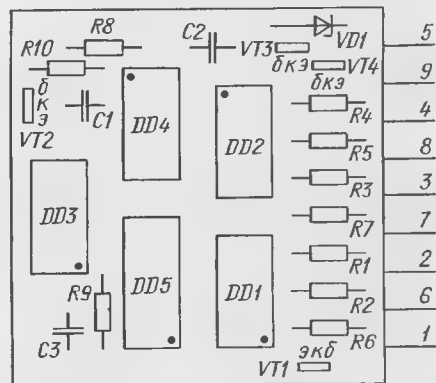 R8
C2
VT3
VD1
5
R10
бкэ
VT4
9
б
к
э
C1
бкэ
R4
4
VT2
DD4
DD2
R5
8
R3
3
DD3
R7
7
R1
2
R9
DD5
DD1
R2
6
C3
R6
1
VT1
экб